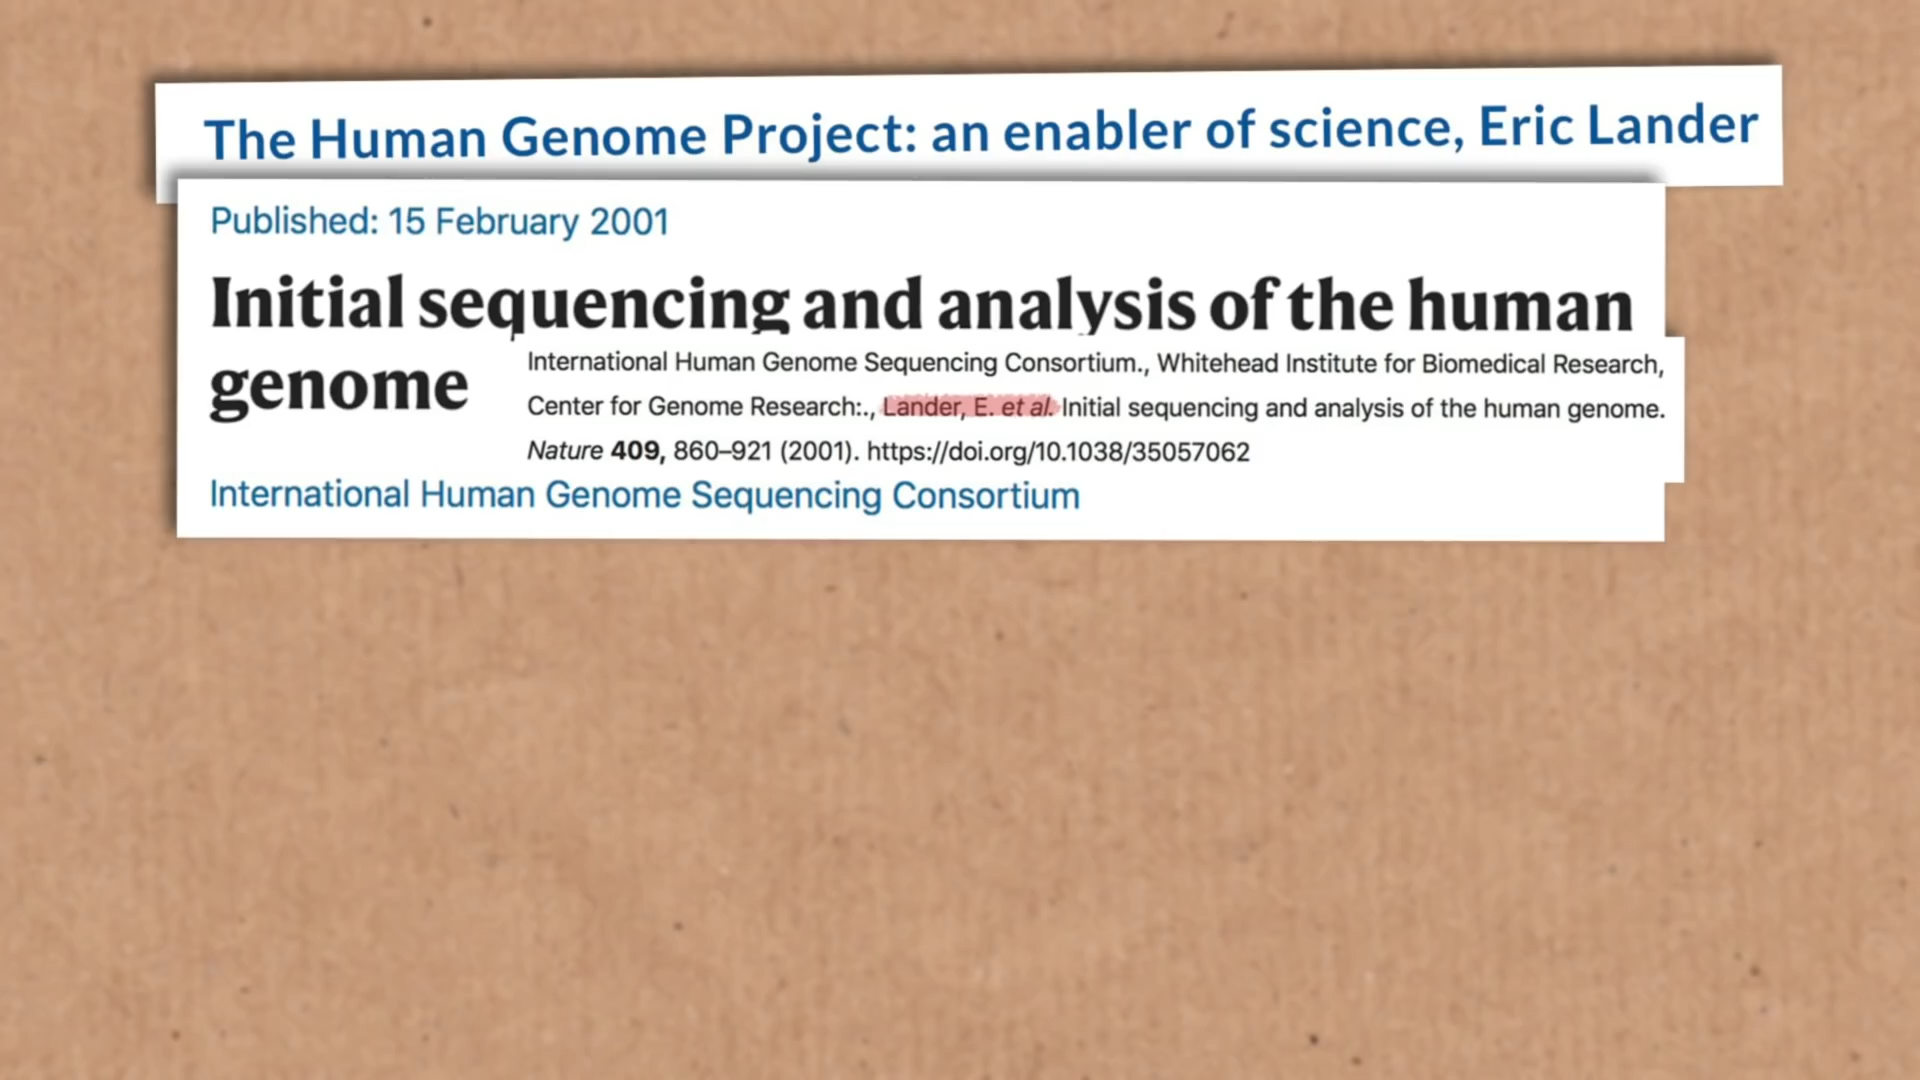 The Human Genome Project: an enabler of science, Eric Lander
Published: 15 February 2001
Initial sequencing and analysis of the human
genome
International Human Genome Sequencing Consortium., Whitehead Institute for Biomedical Research,
Center for Genome Research:., Lander, E. et al. Initial sequencing and analysis of the human genome.
Nature 409, 860–921 (2001). https://doi.org/10.1038/35057062
International Human Genome Sequencing Consortium